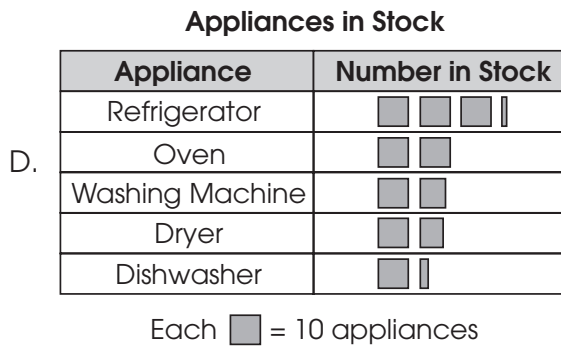 Appliances in Stock
Appliance Number in Stock
Refrigerator
D.
Oven
Washing Machine
Dryer
Dishwasher
Each = 10 appliances